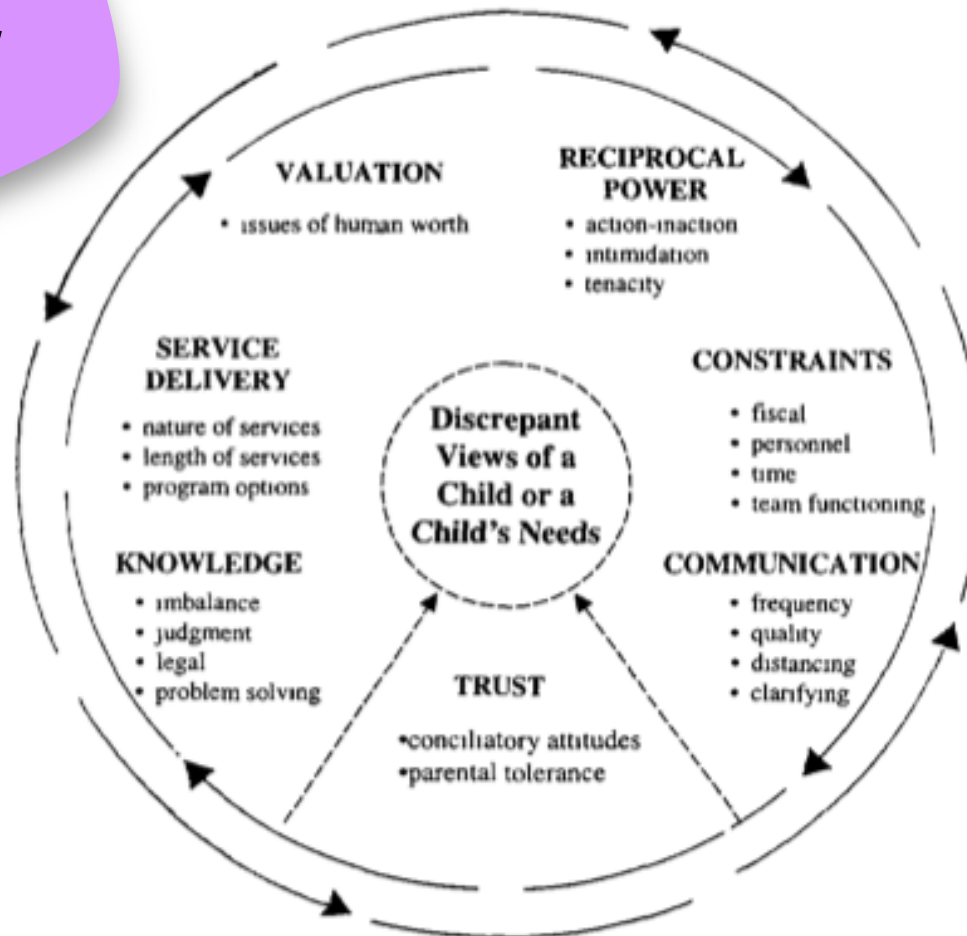 VALUATION
• issues of human worth
RECIPROCAL
POWER
• action-inaction
• intimidation
• tenacity
SERVICE
DELIVERY
• nature of services
• length of services
• program options
CONSTRAINTS
• fiscal
• personnel
• time
• team functioning
Discrepant
Views of a
Child or a
Child's Needs
KNOWLEDGE
• imbalance
• judgment
• legal
• problem solving
COMMUNICATION
• frequency
• quality
• distancing
• clarifying
TRUST
•conciliatory attitudes
•parental tolerance